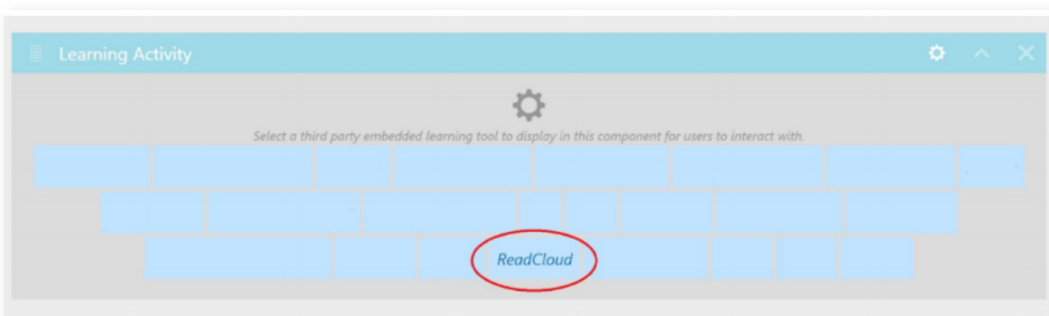 Learning Activity
Select a third party embedded learning tool to display in this component for users to interact with.
ReadCloud